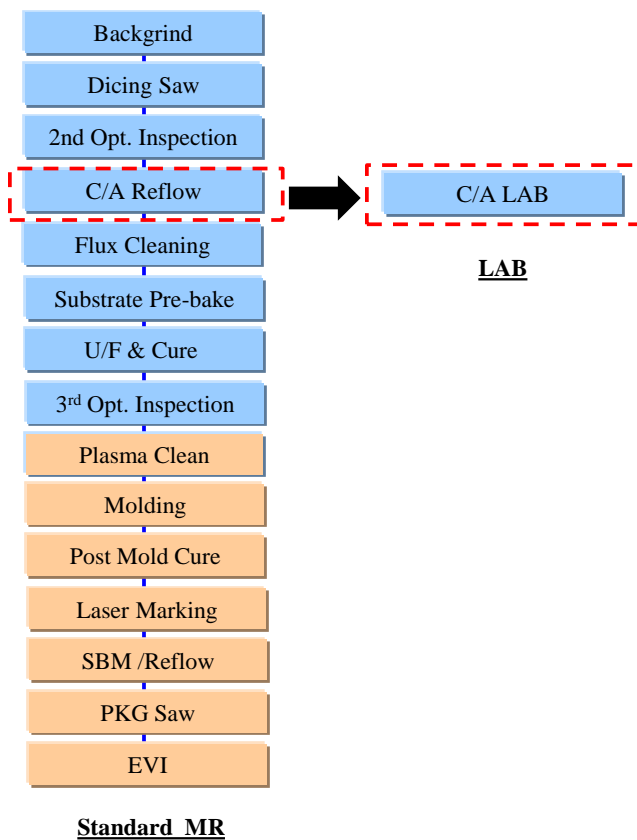 Backgrind
Dicing Saw
2nd Opt. Inspection
C/A Reflow
C/A LAB
Flux Cleaning
LAB
Substrate Pre-bake
U/F & Cure
3rd Opt. Inspection
Plasma Clean
Molding
Post Mold Cure
Laser Marking
SBM /Reflow
PKG Saw
EVI
Standard MR